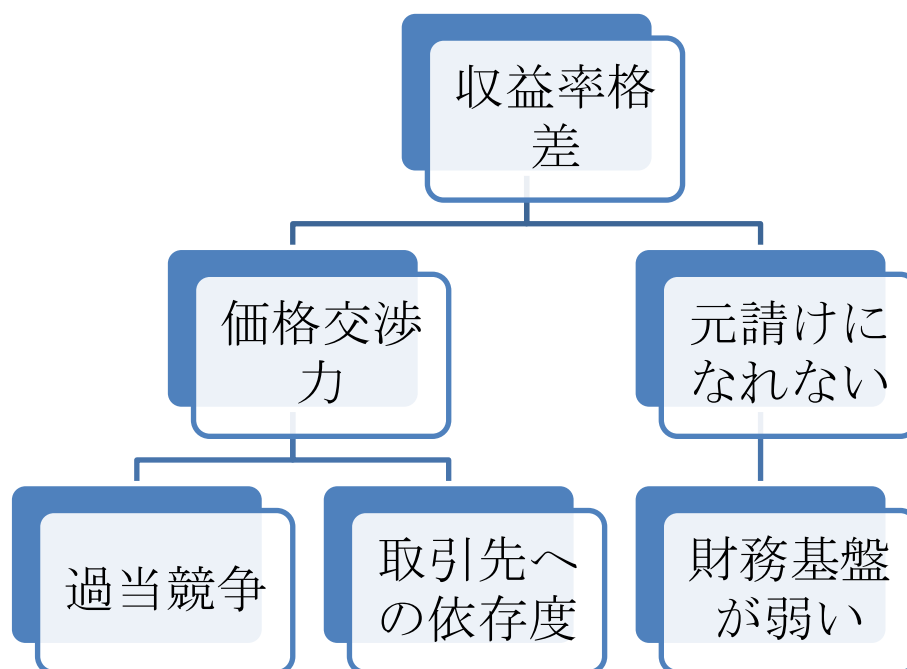 収益率格
差
価格交渉
力
元請けに
なれない
過当競争
取引先へ
の依存度
財務基盤
が弱い